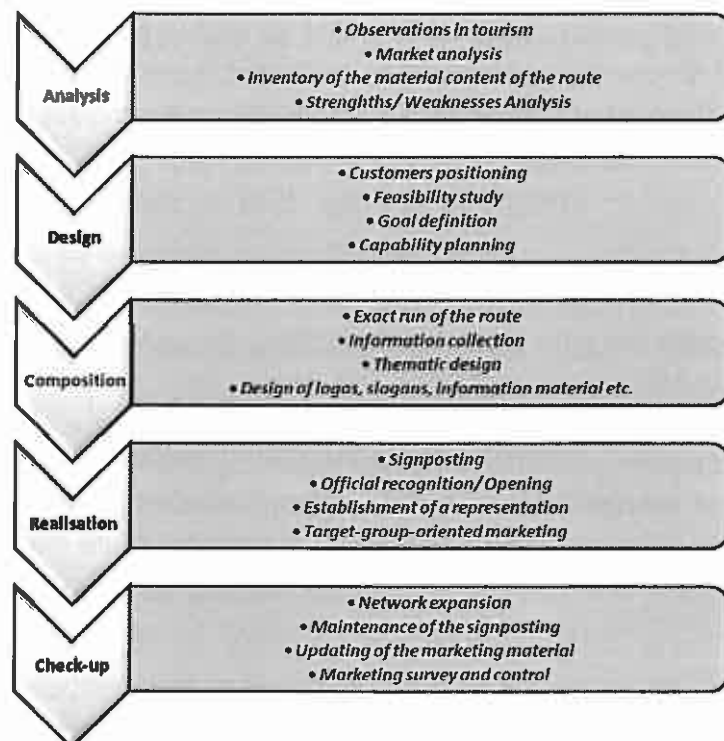 Analysis
• Observations in tourism
• Market analysis
• Inventory of the material content of the route
• Strenghths/ Weaknesses Analysis
Design
• Customers positioning
• Feasibility study
• Goal definition
• Capability planning
Composition
• Exact run of the route
• Information collection
• Thematic design
• Design of logos, slogans, information material etc.
Realisation
• Signposting
• Official recognition/ Opening
• Establishment of a representation
• Target-group-oriented marketing
Check-up
• Network expansion
• Maintenance of the signposting
• Updating of the marketing material
• Marketing survey and control